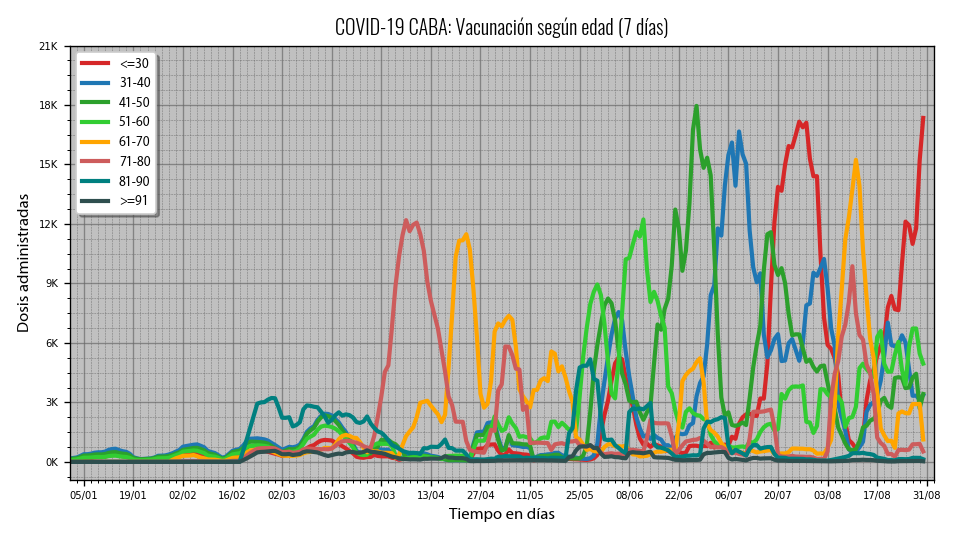 COVID-19 CABA: Vacunación según edad (7 días)
21K
18K
15K
12K
9K
6K
3K
0K
Dosis administradas
<=30
31-40
41-50
51-60
61-70
71-80
81-90
>=91
05/01 19/01 02/02 16/02 02/03 16/03 30/03 13/04 27/04 11/05 25/05 08/06 22/06 06/07 20/07 03/08 17/08 31/08
Tiempo en días